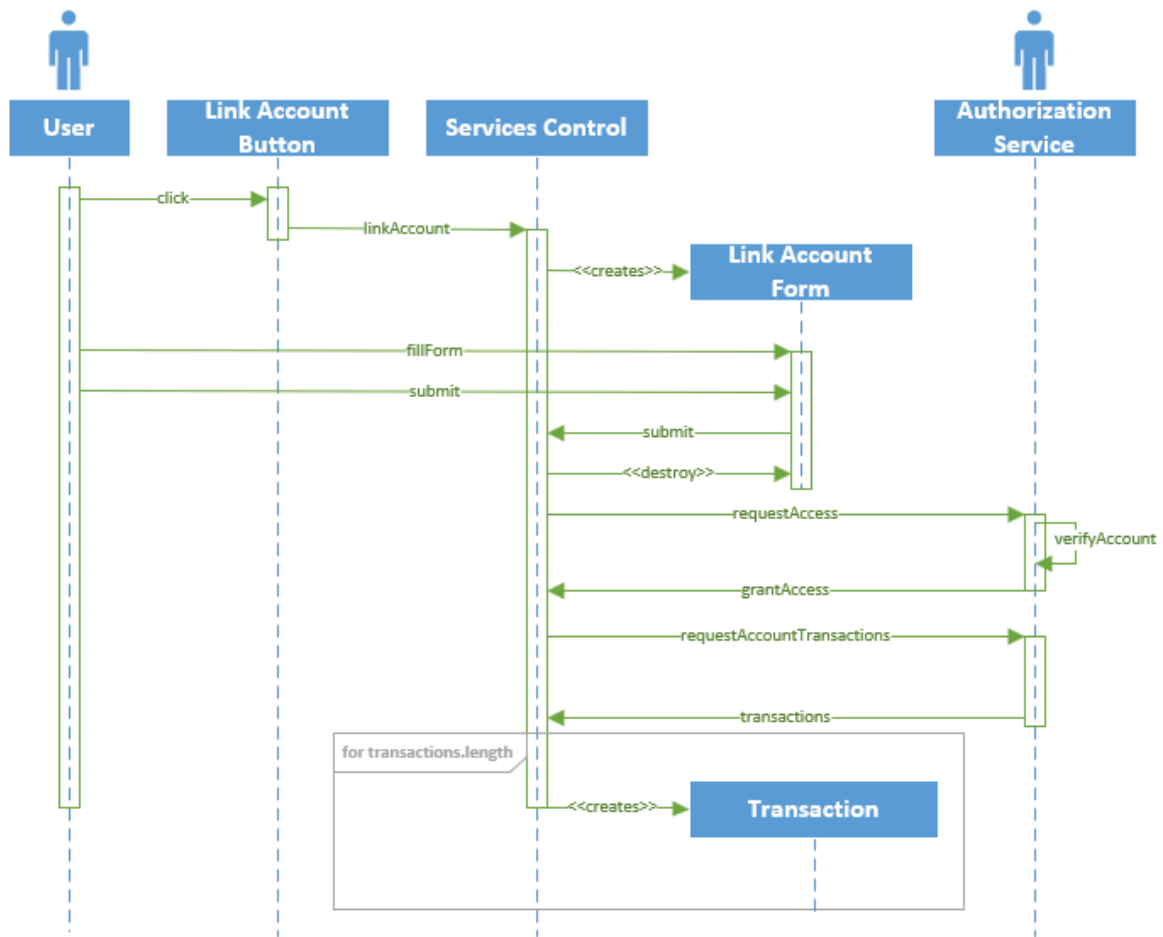 User
Link Account
Button
Services Control
Authorization
Service
click
linkAccount
<<creates>>
Link Account
Form
fillForm
submit
submit
<<destroy>>
requestAccess
verifyAccount
grantAccess
requestAccountTransactions
transactions
for transactions.length
<<creates>>
Transaction